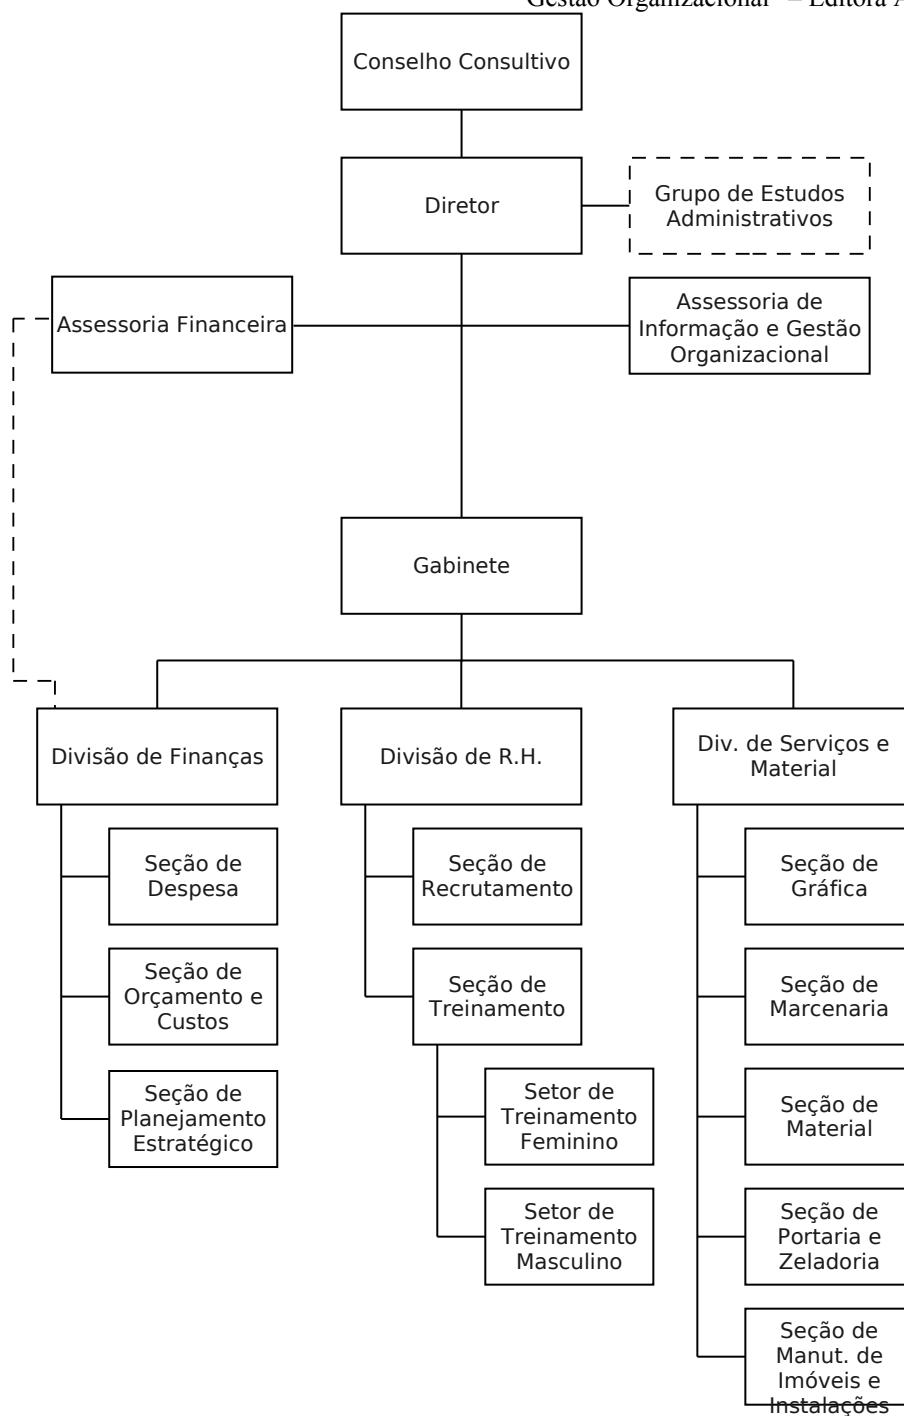 Gestão Organizacional" – Editora A
Conselho Consultivo
Diretor
Grupo de Estudos
Administrativos
Assessoria Financeira
Assessoria de
Informação e Gestão
Organizacional
Gabinete
Divisão de Finanças
Divisão de R.H.
Div. de Serviços e
Material
Seção de
Despesa
Seção de
Recrutamento
Seção de
Gráfica
Seção de
Orçamento e
Custos
Seção de
Treinamento
Seção de
Marcenaria
Seção de
Planejamento
Estratégico
Setor de
Treinamento
Feminino
Seção de
Material
Setor de
Treinamento
Masculino
Seção de
Portaria e
Zeladoria
Seção de
Manut. de
Imóveis e
Instalações